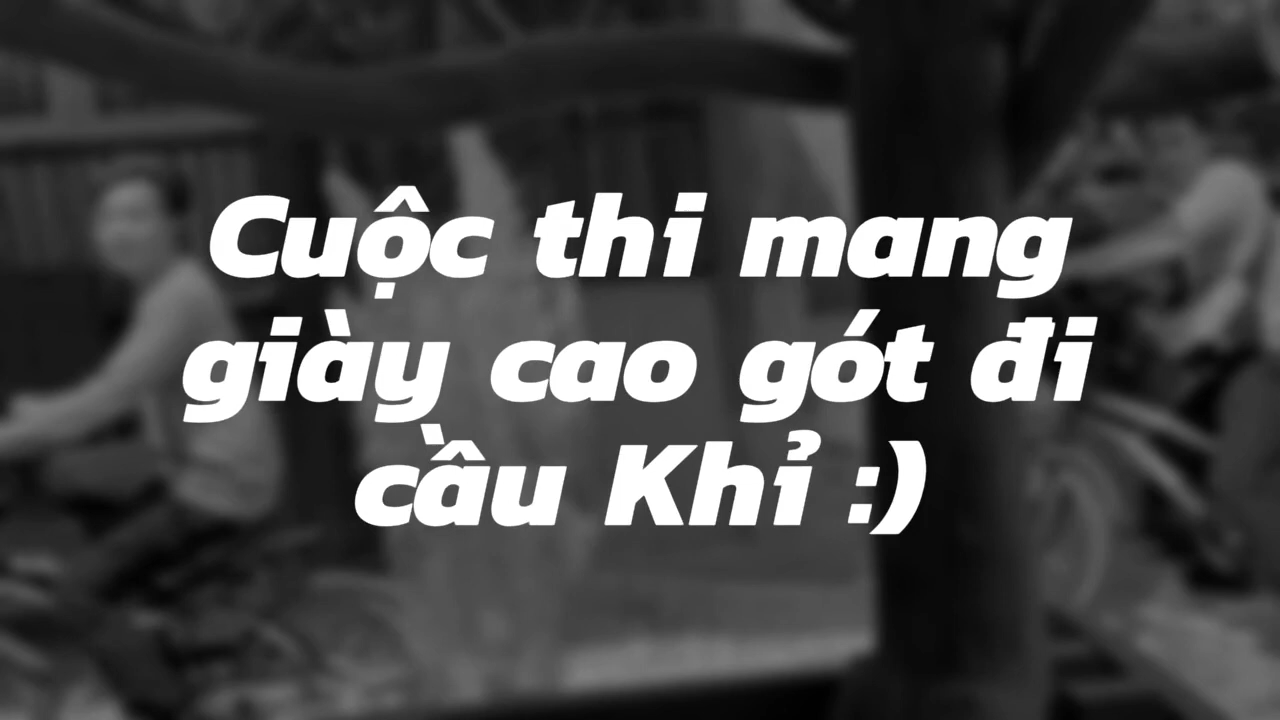 Cuộc thi mang
giày cao gót đi
cầu Khỉ :)